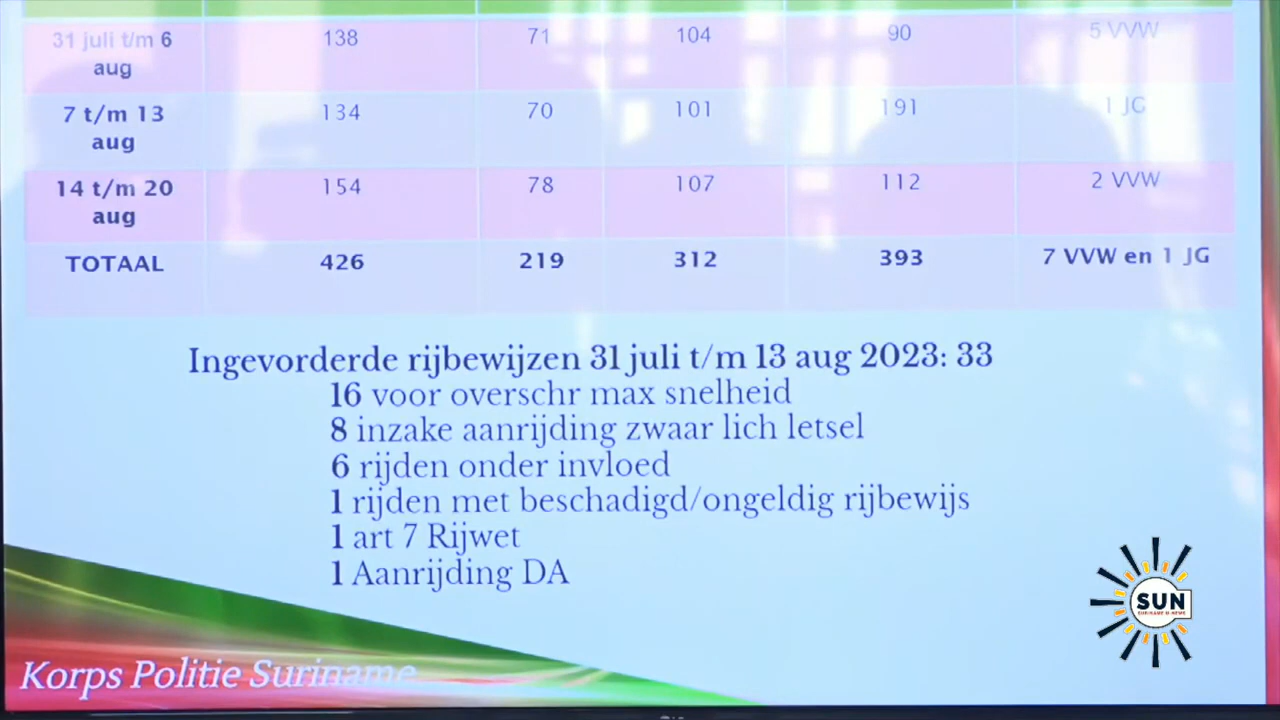 31 juli t/m 6 aug 138 71 104 90 5 VVW
7 t/m 13 aug 134 70 101 191 1 JG
14 t/m 20 aug 154 78 107 112 2 VVW
TOTAAL 426 219 312 393 7 VVW en 1 JG
Ingevorderde rijbewijzen 31 juli t/m 13 aug 2023: 33
16 voor overschr max snelheid
8 inzake aanrijding zwaar lich letsel
6 rijden onder invloed
1 rijden met beschadigd/ongeldig rijbewijs
1 art 7 Rijwet
1 Aanrijding DA
SUN
SURINAME U NEWS
Korps Politie Suriname